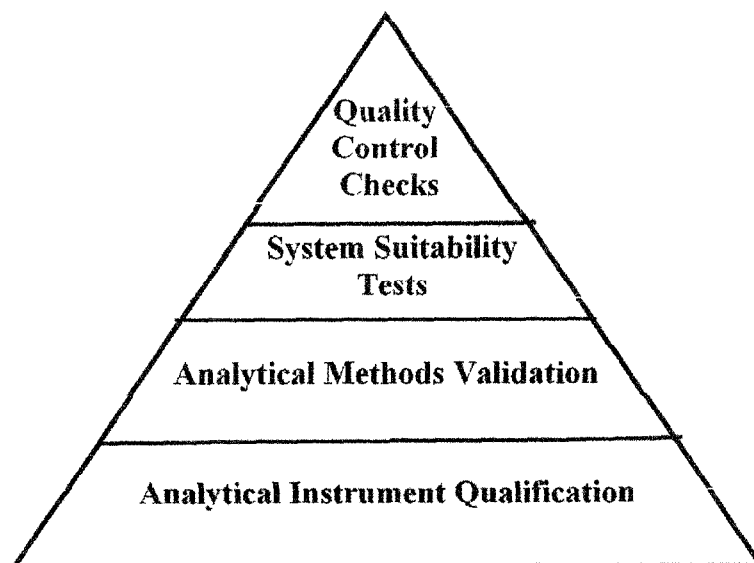 Quality
Control
Checks
System Suitability
Tests
Analytical Methods Validation
Analytical Instrument Qualification